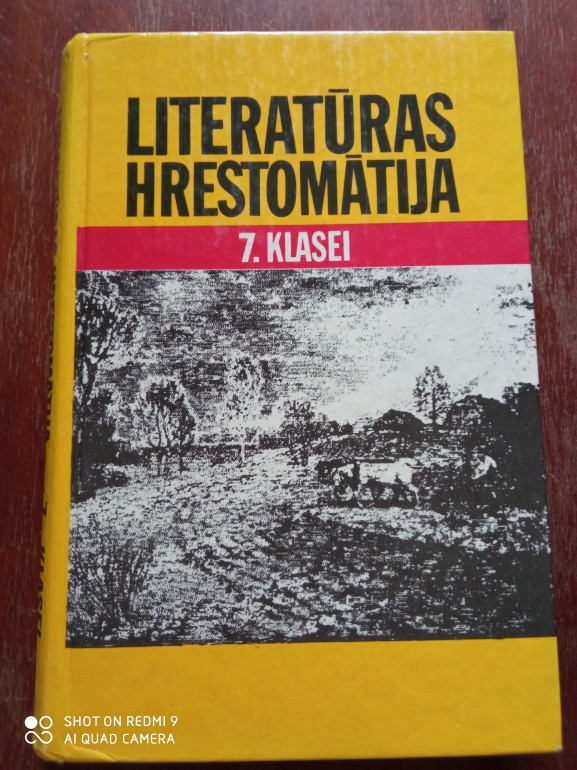 LITERATŪRAS
HRESTOMĀTIJA
7. KLASEI
SHOT ON REDMI 9
AI QUAD CAMERA